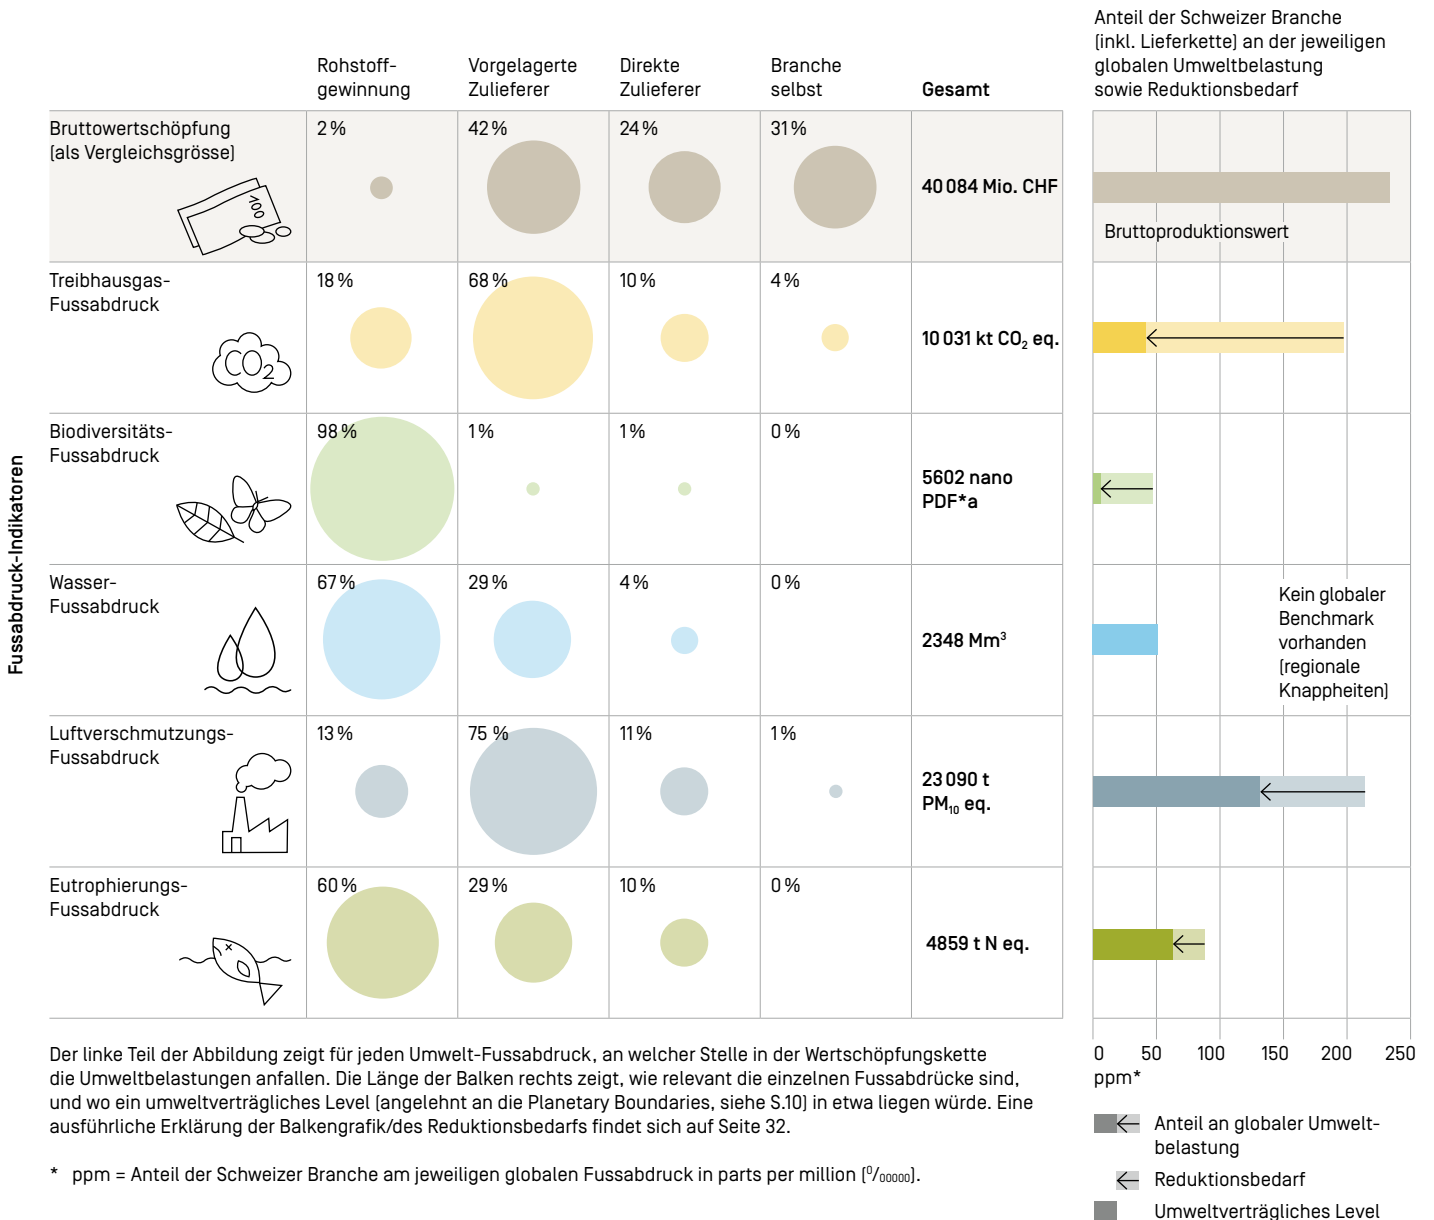 Anteil der Schweizer Branche
(inkl. Lieferkette) an der jeweiligen
globalen Umweltbelastung
sowie Reduktionsbedarf
Rohstoff-
gewinnung
Vorgelagerte
Zulieferer
Direkte
Zulieferer
Branche
selbst
Gesamt
Fussabdruck-Indikatoren
Bruttowertschöpfung
(als Vergleichsgrösse)
100
2 %
42 %
24 %
31 %
40 084 Mio. CHF
Bruttoproduktionswert
Treibhausgas-
Fussabdruck
CO2
18 %
68 %
10 %
4 %
10 031 kt CO₂ eq.
Biodiversitäts-
Fussabdruck
98 %
1 %
1 %
0 %
5602 nano
PDF*a
Wasser-
Fussabdruck
67 %
29 %
4 %
0 %
2348 Mm³
Kein globaler
Benchmark
vorhanden
(regionale
Knappheiten)
Luftverschmutzungs-
Fussabdruck
13 %
75 %
11 %
1 %
23 090 t
PM₁₀ eq.
Eutrophierungs-
Fussabdruck
60 %
29 %
10 %
0 %
4859 t N eq.
0 50 100 150 200 250
ppm*
Der linke Teil der Abbildung zeigt für jeden Umwelt-Fussabdruck, an welcher Stelle in der Wertschöpfungskette
die Umweltbelastungen anfallen. Die Länge der Balken rechts zeigt, wie relevant die einzelnen Fussabdrücke sind,
und wo ein umweltverträgliches Level (angelehnt an die Planetary Boundaries, siehe S.10) in etwa liegen würde. Eine
ausführliche Erklärung der Balkengrafik/des Reduktionsbedarfs findet sich auf Seite 32.
* ppm = Anteil der Schweizer Branche am jeweiligen globalen Fussabdruck in parts per million (⁰/₀₀₀₀₀).
Anteil an globaler Umwelt-
belastung
Reduktionsbedarf
Umweltverträgliches Level